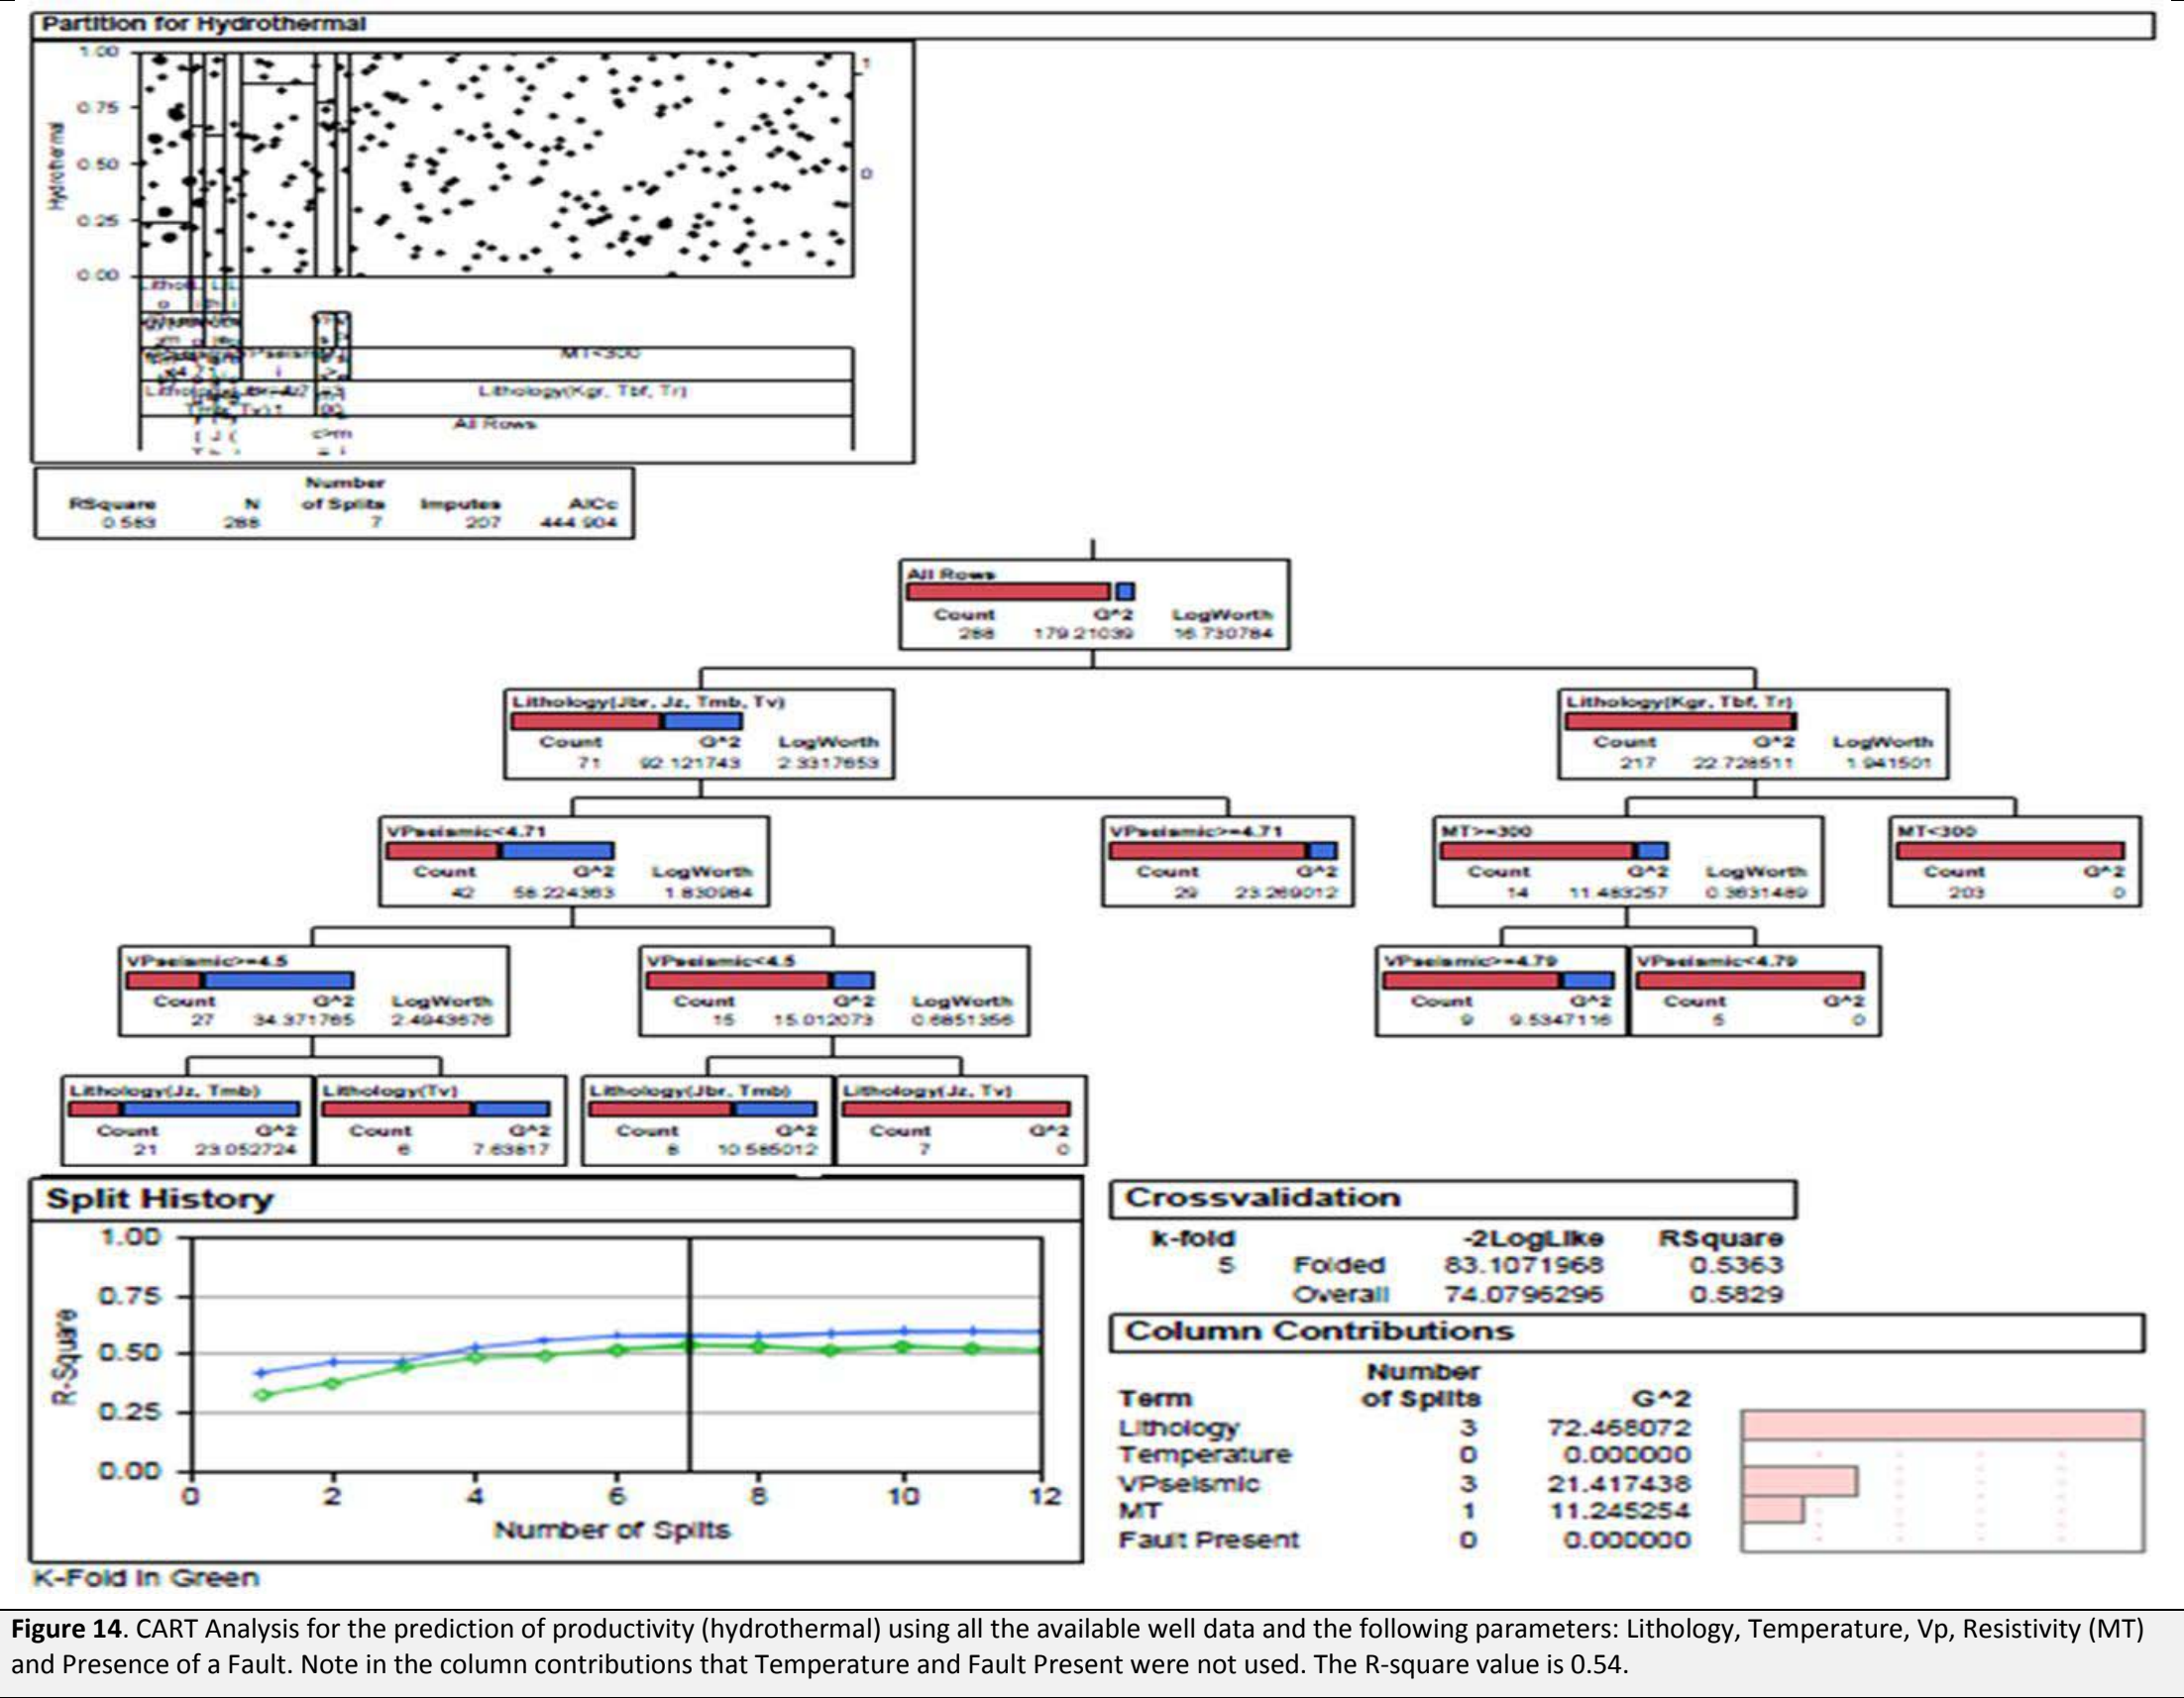 Partition for Hydrothermal
1.00
0.75
0.50
0.25
0.00
Hydrothermal
1
0
MT<300
Lithology(Kgr, Tbf, Tr)
All Rows
Number
RSquare N of Splits Imputes AICc
0.583 288 7 207 444.904
All Rows
Count G^2 LogWorth
288 179.21039 16.730784
Lithology(Jbr, Jz, Tmb, Tv)
Count G^2 LogWorth
71 92.121743 2.3317653
Lithology(Kgr, Tbf, Tr)
Count G^2 LogWorth
217 22.728511 1.941501
VPseismic<4.71
Count G^2 LogWorth
42 58.224363 1.830984
VPseismic>=4.71
Count G^2
29 23.269012
MT>=300
Count G^2 LogWorth
14 11.483257 0.3631489
MT<300
Count G^2
203 0
VPseismic>=4.5
Count G^2 LogWorth
27 34.371765 2.4943676
VPseismic<4.5
Count G^2 LogWorth
15 15.012073 0.6851356
VPseismic>=4.79
Count G^2
9 9.5347116
VPseismic<4.79
Count G^2
5 0
Lithology(Jz, Tmb)
Count G^2
21 23.052724
Lithology(Tv)
Count G^2
6 7.63817
Lithology(Jbr, Tmb)
Count G^2
8 10.585012
Lithology(Jz, Tv)
Count G^2
7 0
Split History
1.00
0.75
0.50
0.25
0.00
R-Square
0 2 4 6 8 10 12
Number of Splits
K-Fold in Green
Crossvalidation
k-fold -2LogLike RSquare
5 Folded 83.1071968 0.5363
Overall 74.0796296 0.5829
Column Contributions
Number
Term of Splits G^2
Lithology 3 72.468072
Temperature 0 0.000000
VPseismic 3 21.417438
MT 1 11.245254
Fault Present 0 0.000000
Figure 14. CART Analysis for the prediction of productivity (hydrothermal) using all the available well data and the following parameters: Lithology, Temperature, Vp, Resistivity (MT)
and Presence of a Fault. Note in the column contributions that Temperature and Fault Present were not used. The R-square value is 0.54.